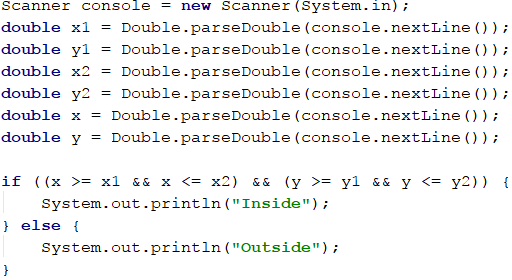 Scanner console = new Scanner(System.in);
double x1 = Double.parseDouble(console.nextLine());
double y1 = Double.parseDouble(console.nextLine());
double x2 = Double.parseDouble(console.nextLine());
double y2 = Double.parseDouble(console.nextLine());
double x = Double.parseDouble(console.nextLine());
double y = Double.parseDouble(console.nextLine());

if ((x >= x1 && x <= x2) && (y >= y1 && y <= y2)) {
    System.out.println("Inside");
} else {
    System.out.println("Outside");
}